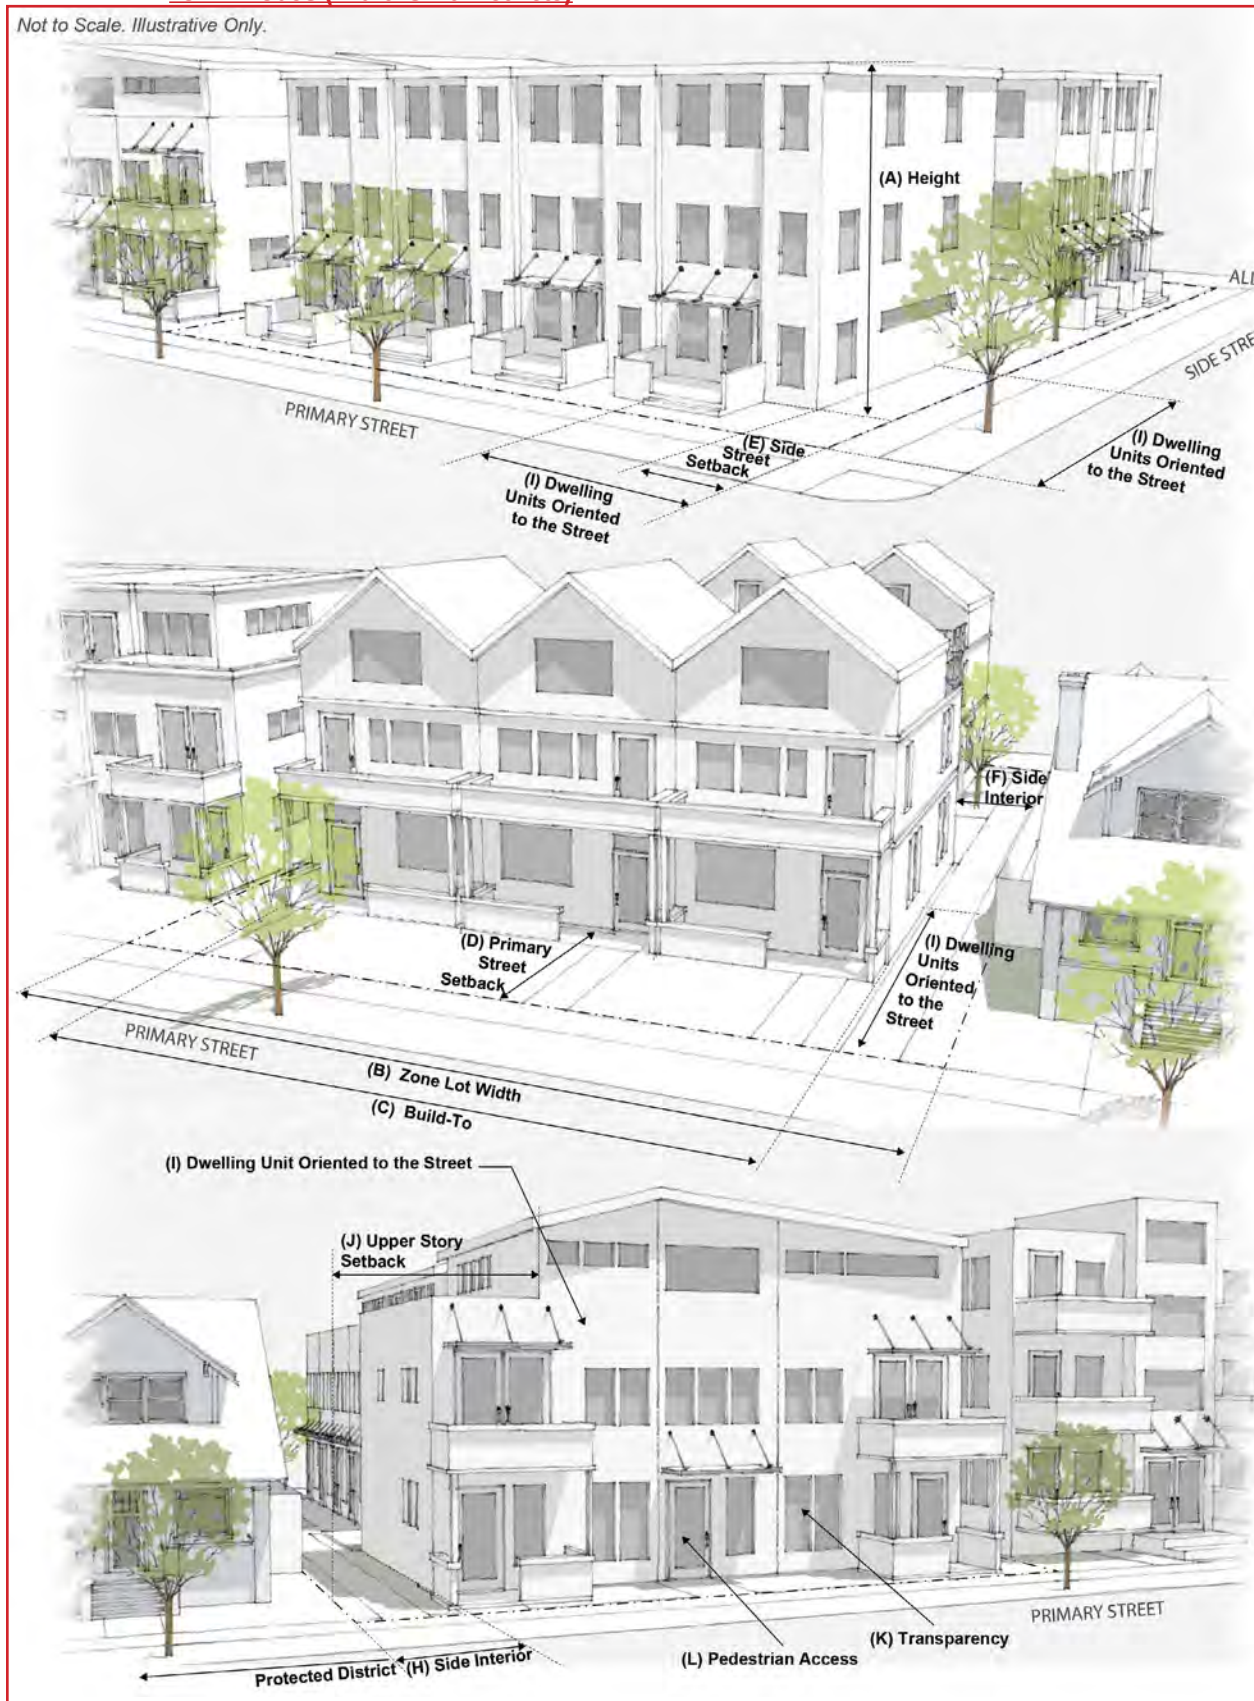 Not to Scale. Illustrative Only.
(A) Height
SIDE STRE
PRIMARY STREET
(E) Side
Street
Setback
(I) Dwelling
Units Oriented
to the Street
(I) Dwelling
Units Oriented
to the Street
(F) Side
Interior
(D) Primary
Street
Setback
(I) Dwelling
Units
Oriented
to the
Street
PRIMARY STREET
(B) Zone Lot Width
(C) Build-To
(I) Dwelling Unit Oriented to the Street
(J) Upper Story
Setback
PRIMARY STREET
(K) Transparency
(L) Pedestrian Access
Protected District
(H) Side Interior